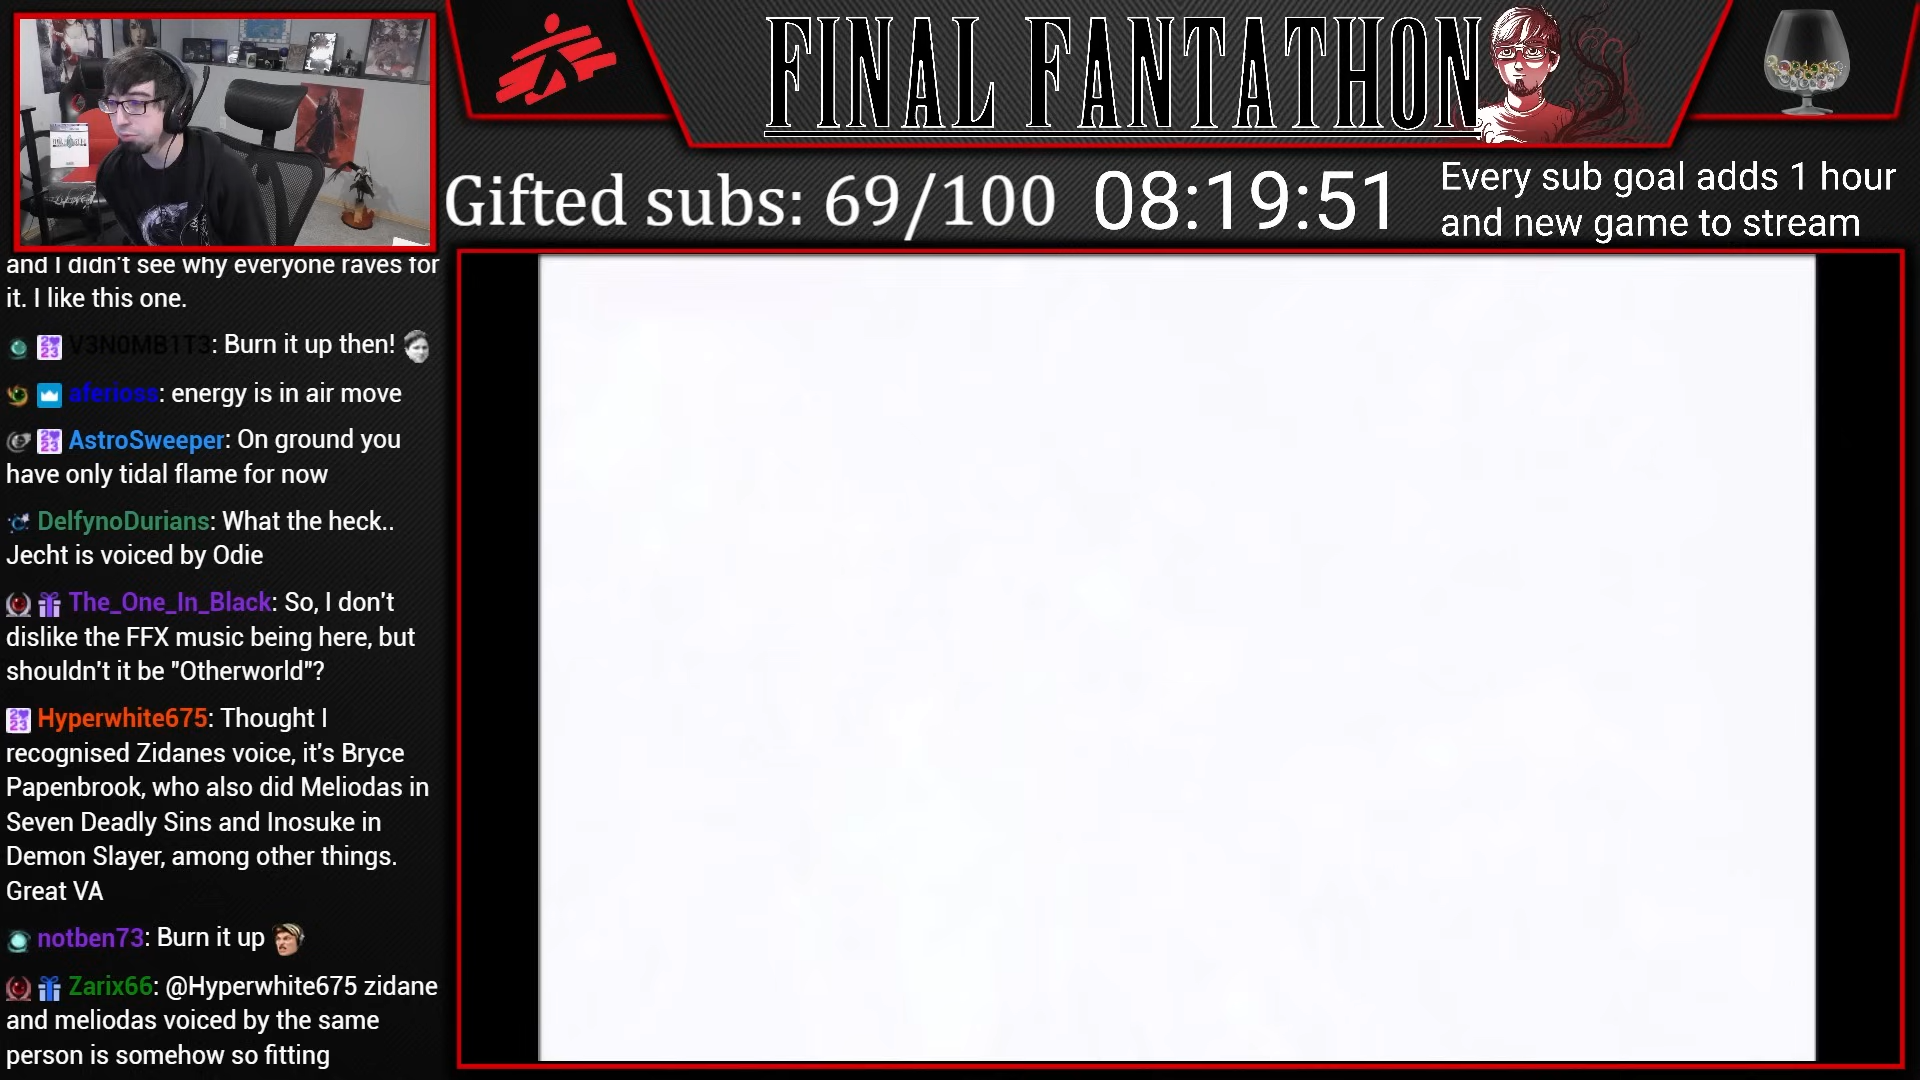 FINAL FANTATHON
Gifted subs: 69/100
08:19:51
Every sub goal adds 1 hour
and new game to stream
and I didn't see why everyone raves for
it. I like this one.
V3N0MB1T3: Burn it up then!
aferioss: energy is in air move
AstroSweeper: On ground you
have only tidal flame for now
DelfynoDurians: What the heck..
Jecht is voiced by Odie
The_One_In_Black: So, I don't
dislike the FFX music being here, but
shouldn't it be "Otherworld"?
Hyperwhite675: Thought I
recognised Zidanes voice, it's Bryce
Papenbrook, who also did Meliodas in
Seven Deadly Sins and Inosuke in
Demon Slayer, among other things.
Great VA
notben73: Burn it up
Zarix66: @Hyperwhite675 zidane
and meliodas voiced by the same
person is somehow so fitting